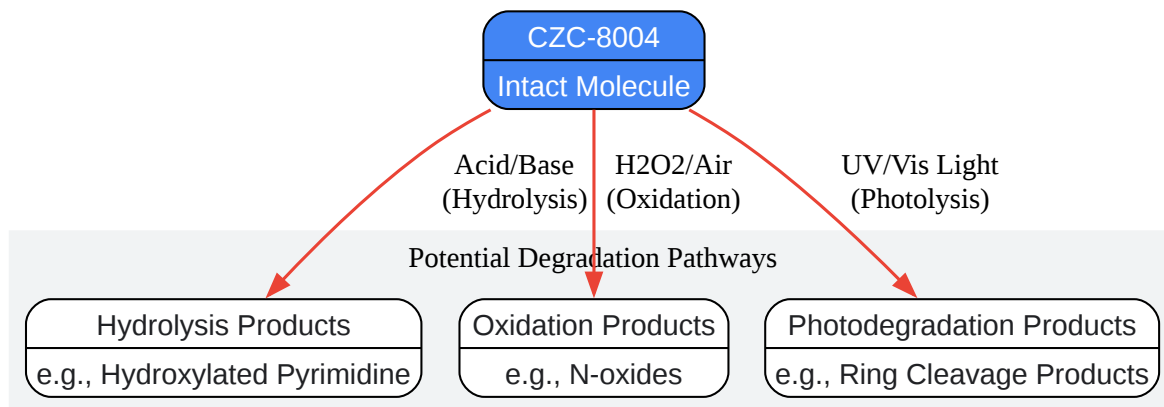 CZC-8004
Intact Molecule
Acid/Base
(Hydrolysis)
H2O2/Air
(Oxidation)
UV/Vis Light
(Photolysis)
Potential Degradation Pathways
Hydrolysis Products
e.g., Hydroxylated Pyrimidine
Oxidation Products
e.g., N-oxides
Photodegradation Products
e.g., Ring Cleavage Products